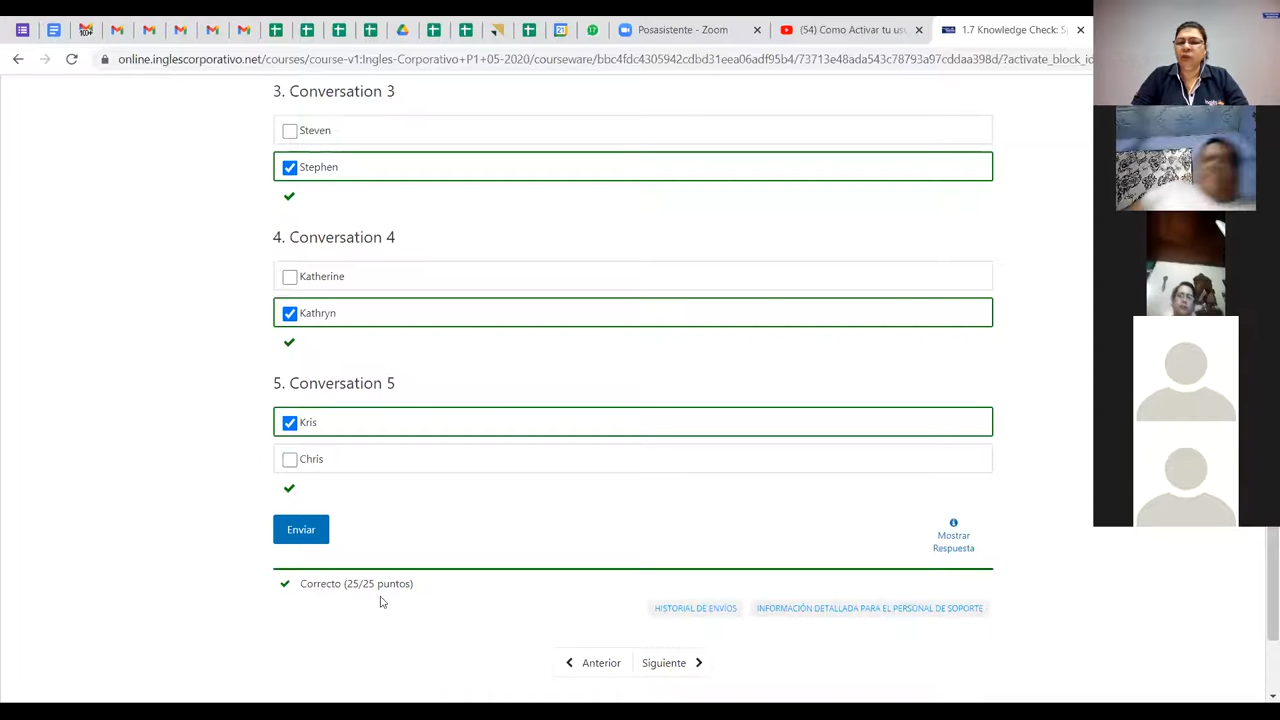 Posasistente - Zoom
(54) Como Activar tu us
1.7 Knowledge Check: S
online.inglescorporativo.net/courses/course-v1:Ingles-Corporativo+P1+05-2020/courseware/bbc4fdc4305942cdbd31eea06adf95b4/73713e48ada543c78793a97cddaa398d/?activate_block_id
3. Conversation 3
Steven
Stephen
4. Conversation 4
Katherine
Kathryn
5. Conversation 5
Kris
Chris
Enviar
Mostrar
Respuesta
Correcto (25/25 puntos)
HISTORIAL DE ENVÍOS
INFORMACIÓN DETALLADA PARA EL PERSONAL DE SOPORTE
Anterior
Siguiente